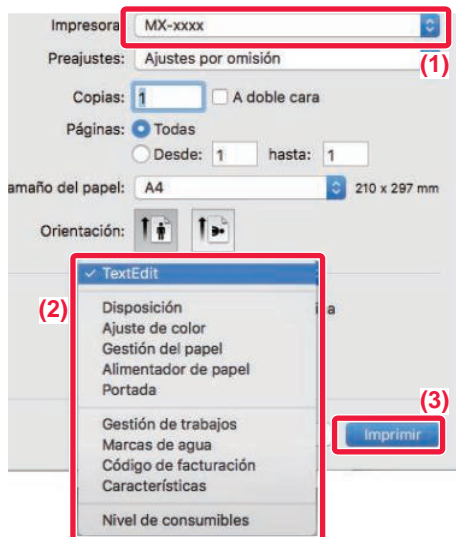 Impresora: MX-xxxx
(1)
Preajustes: Ajustes por omisión
Copias: 1 A doble cara
Páginas: Todas
Desde: 1 hasta: 1
amaño del papel: A4 210 x 297 mm
Orientación:
(2)
✓ TextEdit
Disposición
Ajuste de color
Gestión del papel
Alimentador de papel
Portada
Gestión de trabajos
Marcas de agua
Código de facturación
Características
Nivel de consumibles
(3)
Imprimir